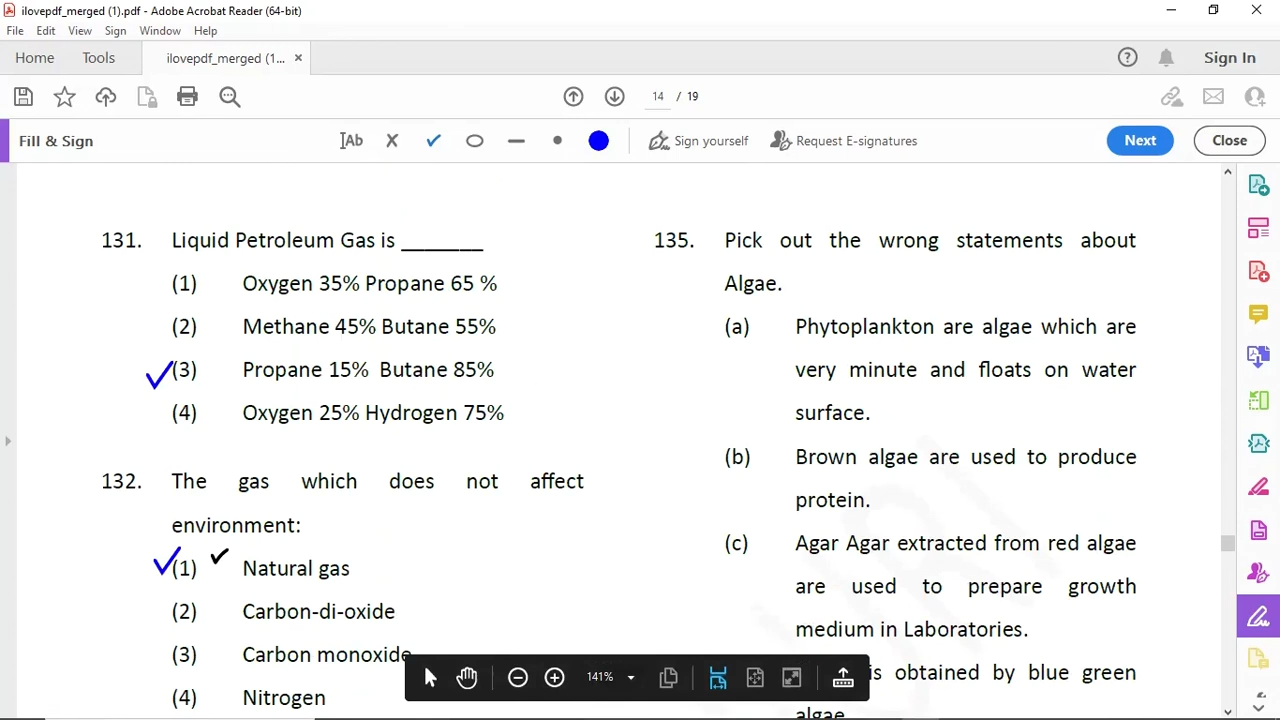 ilovepdf_merged (1).pdf - Adobe Acrobat Reader (64-bit)
File Edit View Sign Window Help
Home Tools ilovepdf_merged (1... Sign In
14 / 19
Fill & Sign Ab Sign yourself Request E-signatures Next Close
131. Liquid Petroleum Gas is _______
(1) Oxygen 35% Propane 65 %
(2) Methane 45% Butane 55%
(3) Propane 15% Butane 85%
(4) Oxygen 25% Hydrogen 75%
132. The gas which does not affect
environment:
(1) Natural gas
(2) Carbon-di-oxide
(3) Carbon monoxide
(4) Nitrogen
135. Pick out the wrong statements about
Algae.
(a) Phytoplankton are algae which are
very minute and floats on water
surface.
(b) Brown algae are used to produce
protein.
(c) Agar Agar extracted from red algae
are used to prepare growth
medium in Laboratories.
is obtained by blue green
algae
141%